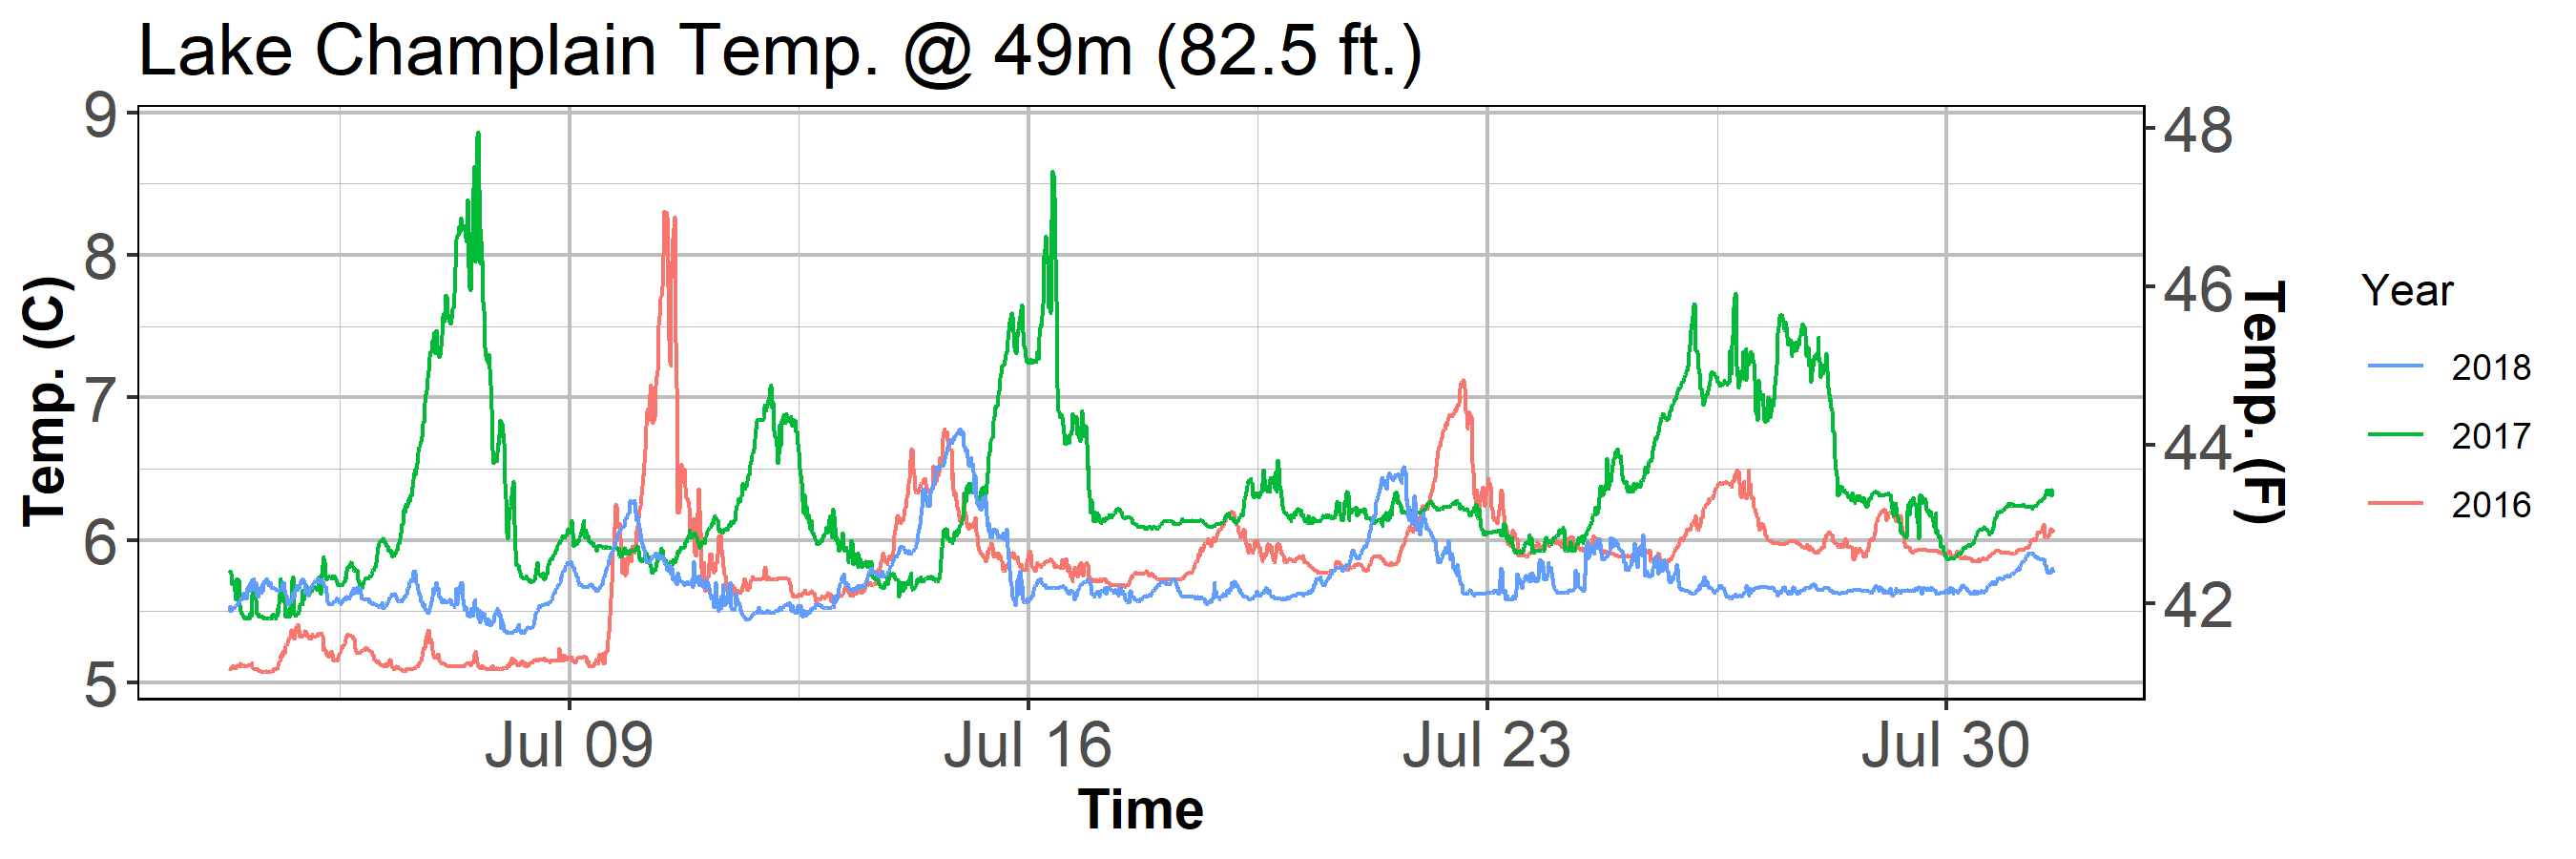 Lake Champlain Temp. @ 49m (82.5 ft.)
9
8
7
6
5
Temp. (C)
48
46
44
42
Temp. (F)
Jul 09
Jul 16
Jul 23
Jul 30
Time
Year
2018
2017
2016